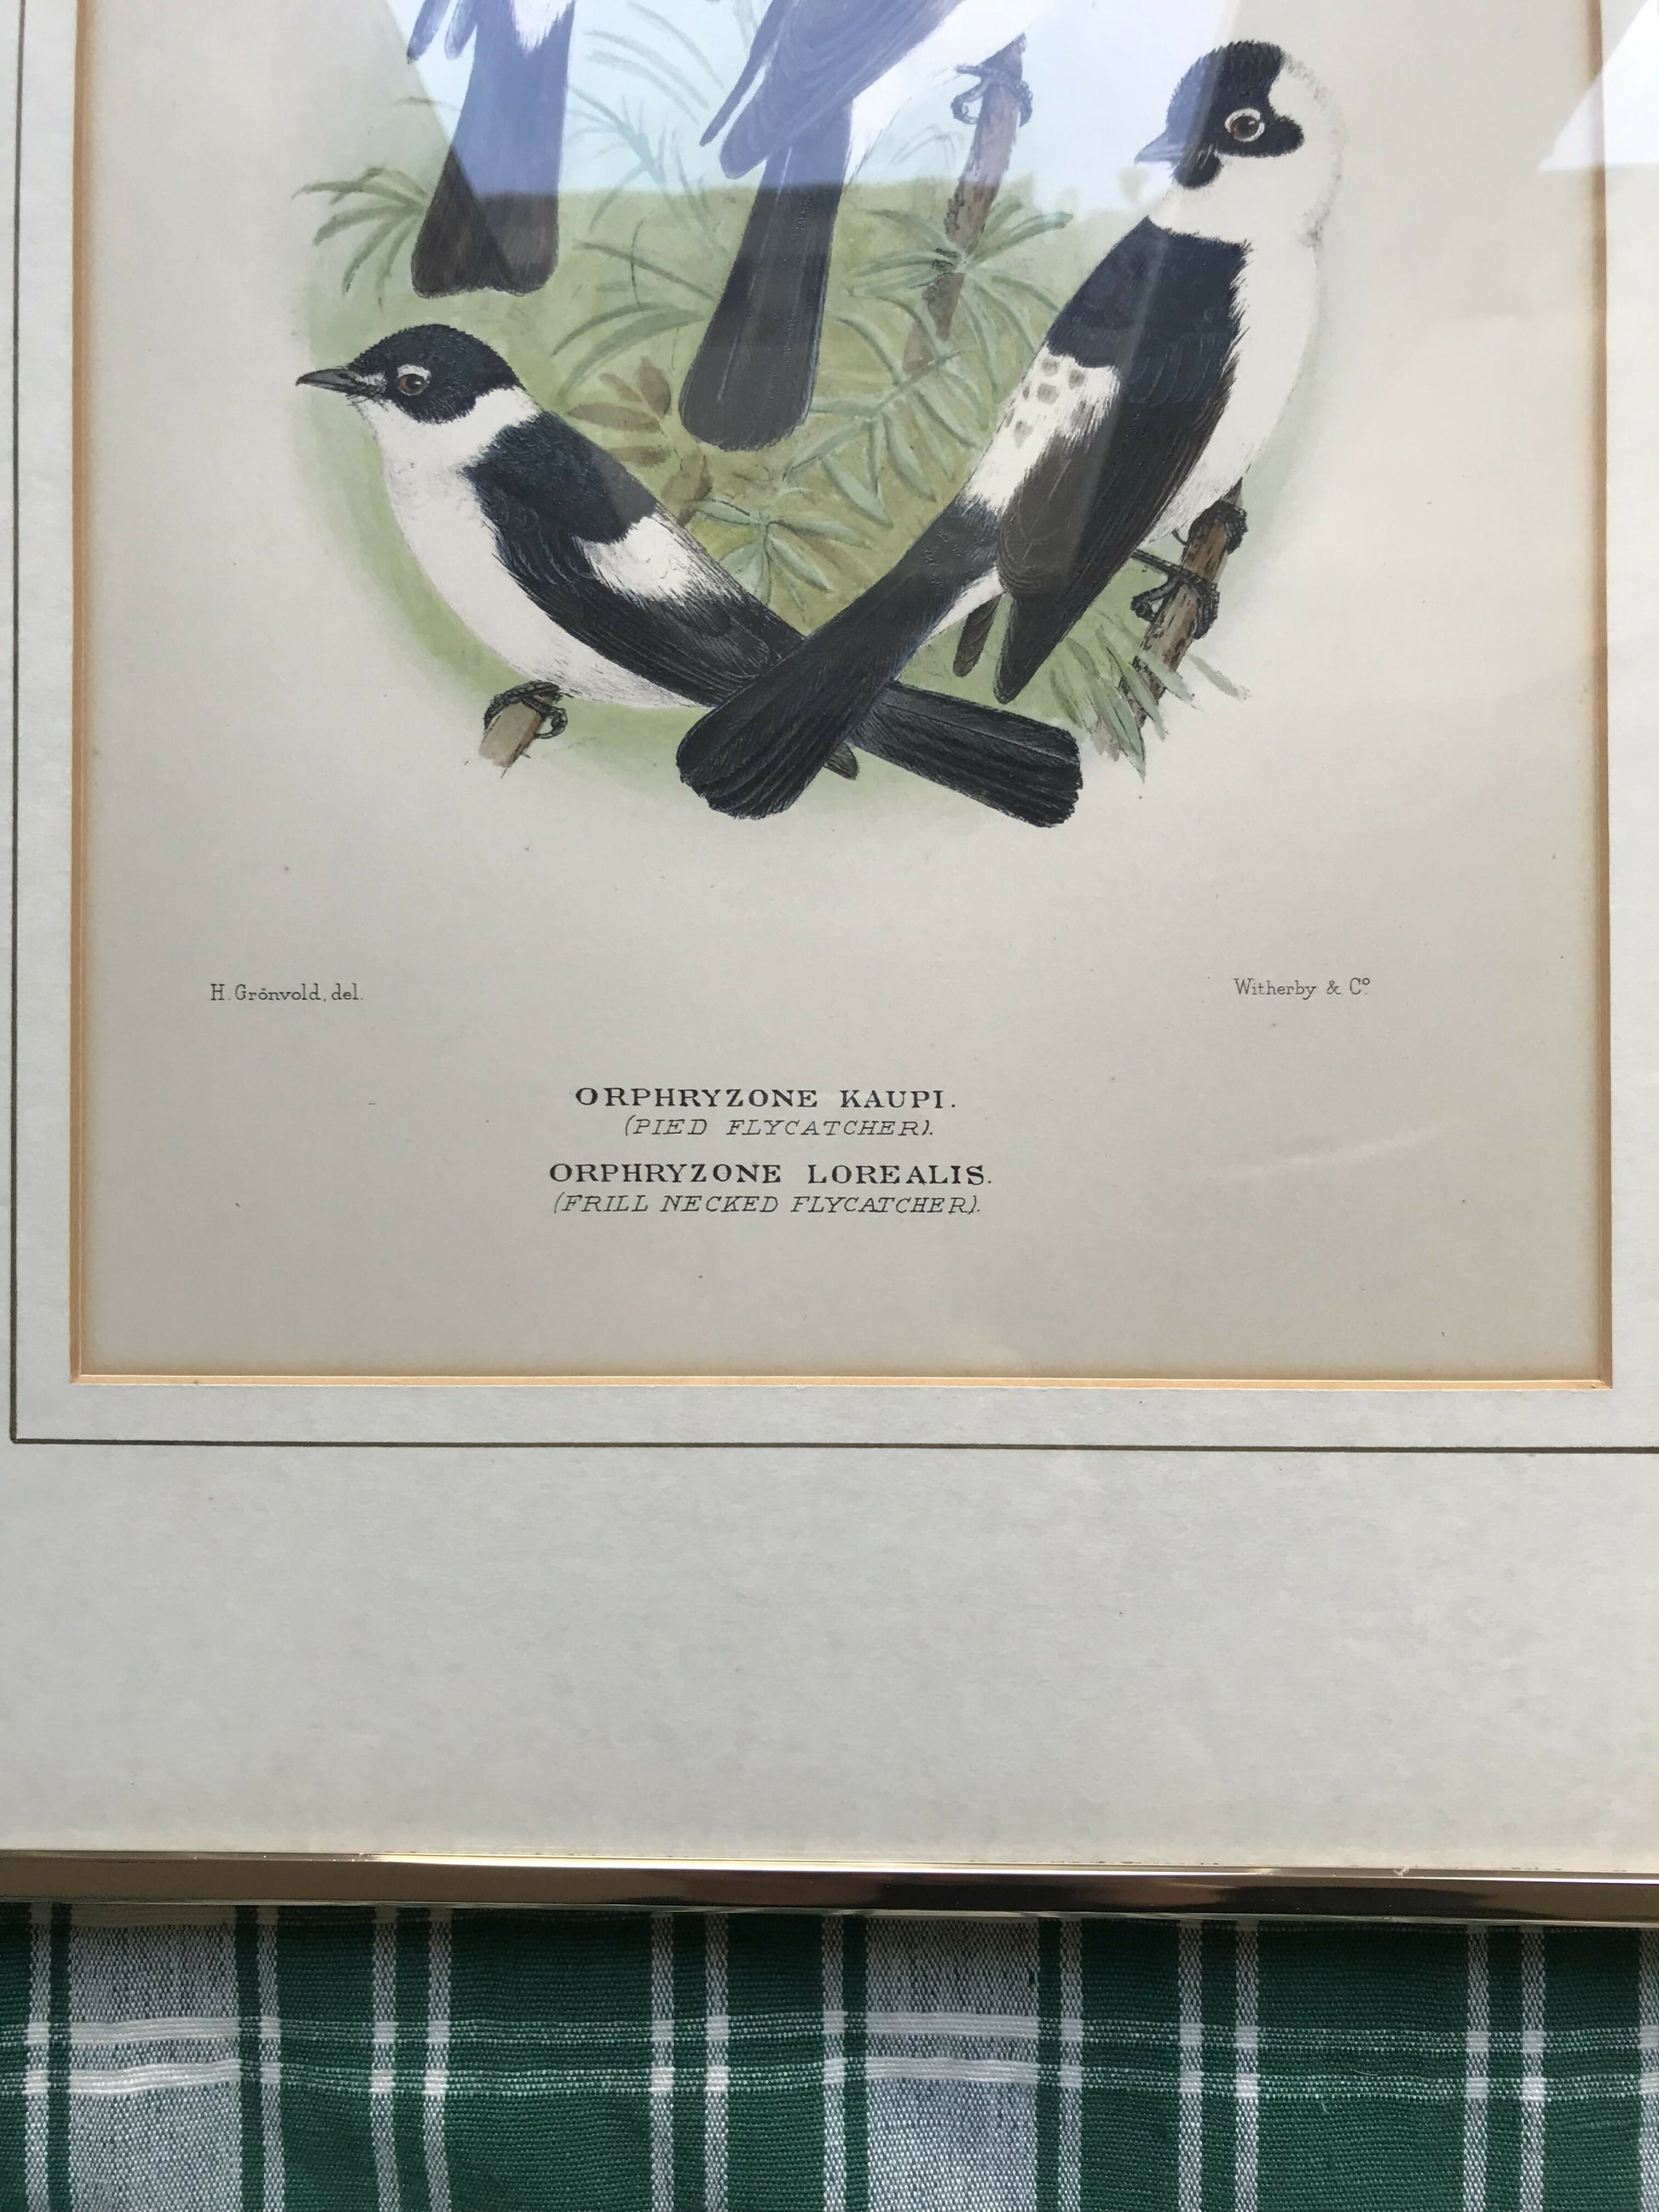 H. Grönvold, del.
Witherby & Cº
ORPHRYZONE KAUPI.
(PIED FLYCATCHER).
ORPHRYZONE LOREALIS.
(FRILL NECKED FLYCATCHER).